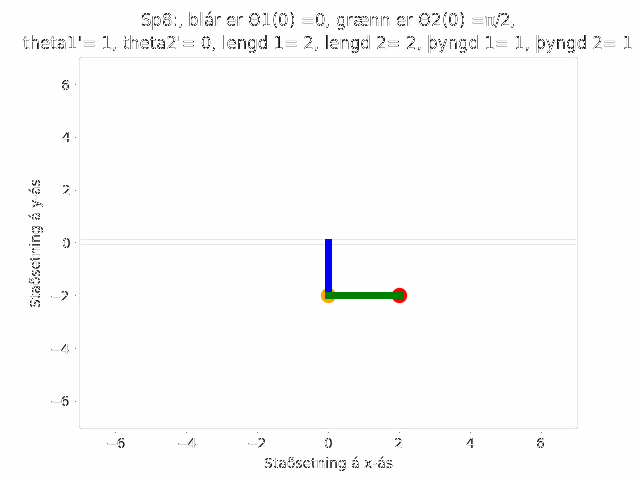 Sp8:, blár er Θ1(0) =0, grænn er Θ2(0) =π/2,
theta1'= 1, theta2'= 0, lengd 1= 2, lengd 2= 2, þyngd 1= 1, þyngd 2= 1
6
4
2
0
−2
−4
−6
Staðsetning á y-ás
−6 −4 −2 0 2 4 6
Staðsetning á x-ás